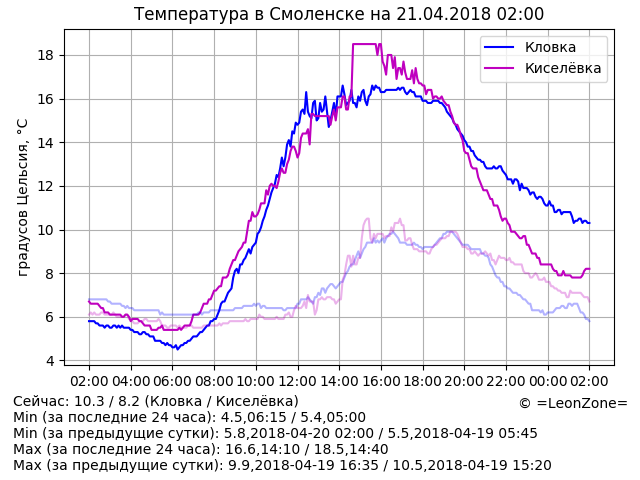 Температура в Смоленске на 21.04.2018 02:00
градусов Цельсия, °C
18
16
14
12
10
8
6
4
Кловка
Киселёвка
02:00 04:00 06:00 08:00 10:00 12:00 14:00 16:00 18:00 20:00 22:00 00:00 02:00
Сейчас: 10.3 / 8.2 (Кловка / Киселёвка)
© =LeonZone=
Min (за последние 24 часа): 4.5,06:15 / 5.4,05:00
Min (за предыдущие сутки): 5.8,2018-04-20 02:00 / 5.5,2018-04-19 05:45
Max (за последние 24 часа): 16.6,14:10 / 18.5,14:40
Max (за предыдущие сутки): 9.9,2018-04-19 16:35 / 10.5,2018-04-19 15:20